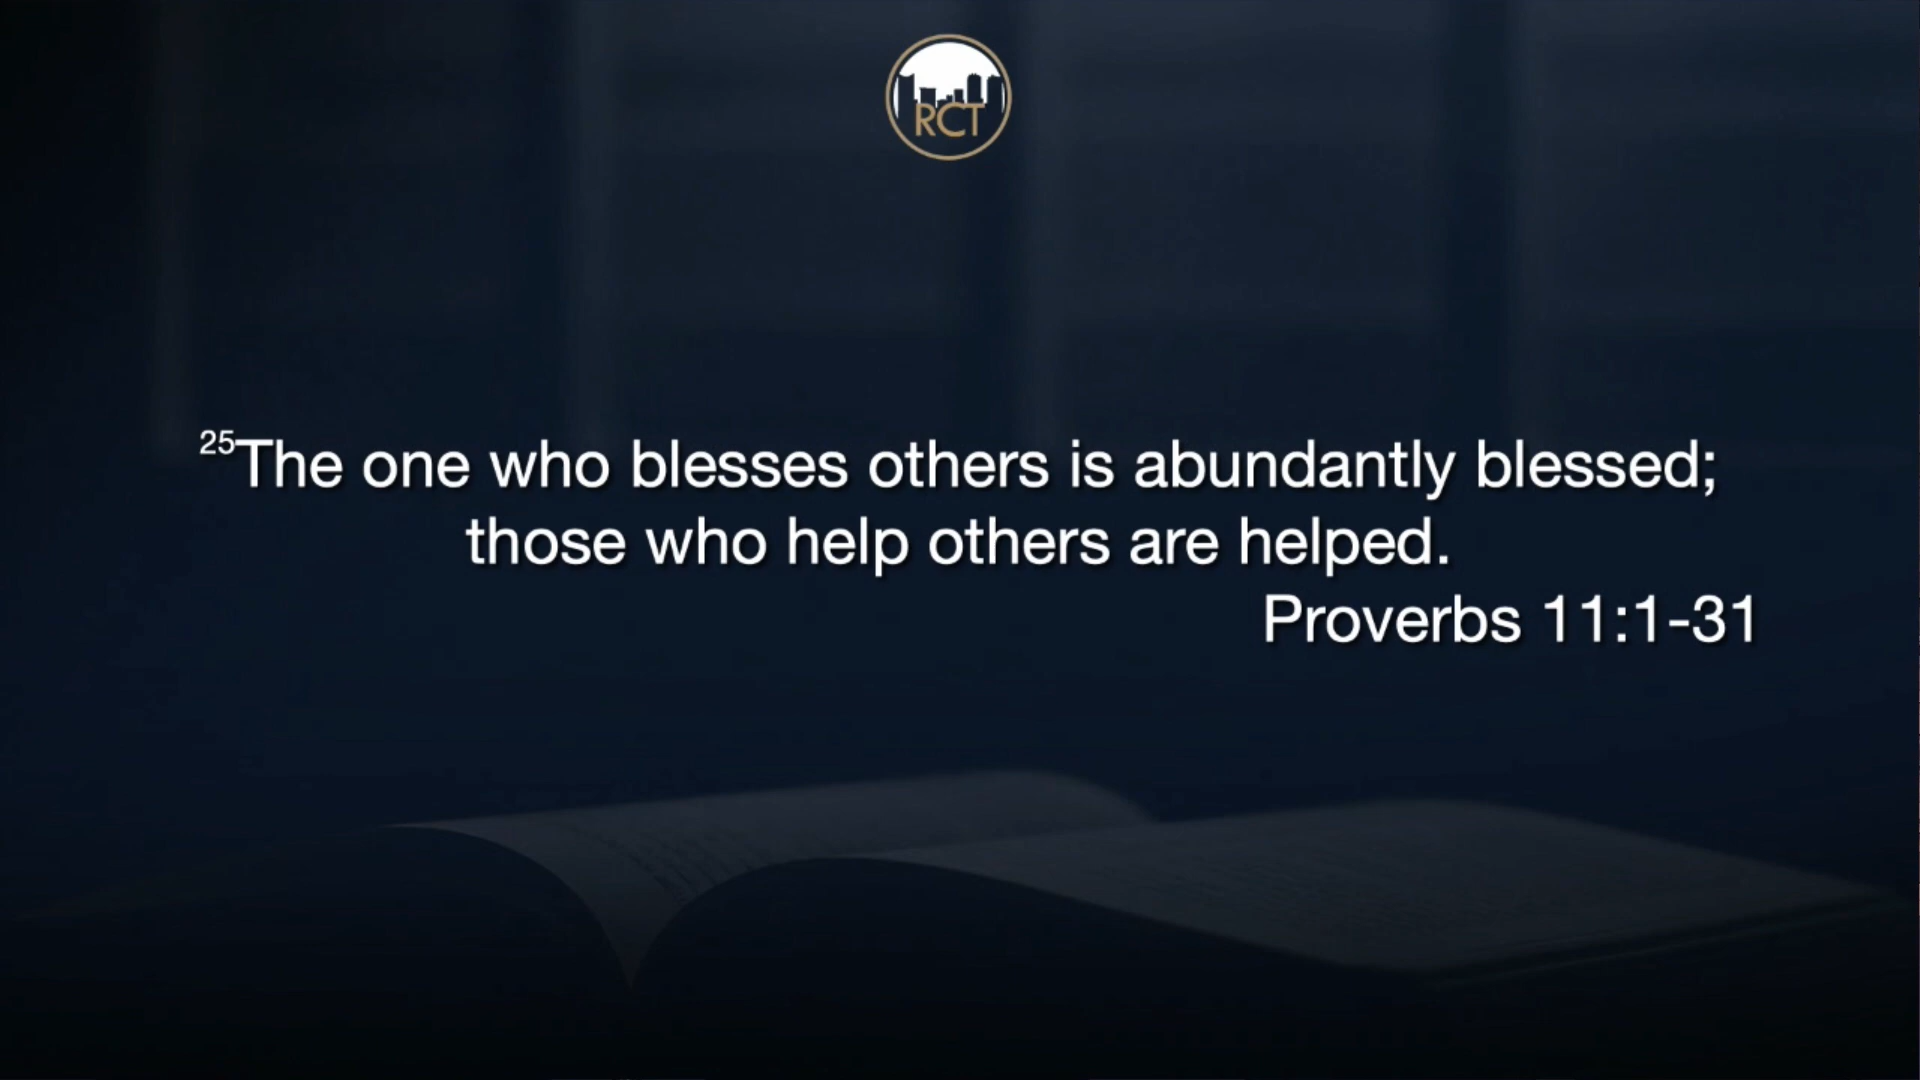 RCT
25The one who blesses others is abundantly blessed;
those who help others are helped.
Proverbs 11:1-31